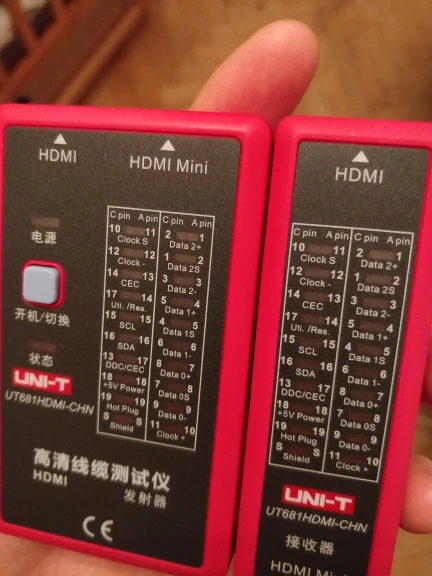 HDMI
HDMI Mini
电源
开机/切换
状态
UNI-T
UT681HDMI-CHN
C pin A pin C pin A pin
10 11 2 1
Clock S Data 2+
12 12 1 2
Clock - Data 2S
14 13 3 3
CEC Data 2-
17 14 5 4
Uti. /Res. Data 1+
15 15 4 5
SCL Data 1S
16 16 6 6
SDA Data 1-
13 17 8 7
DDC/CEC Data 0+
18 18 7 8
+5V Power Data 0S
19 19 9 9
Hot Plug Data 0-
S S 11 10
Shield Clock +
高清线缆测试仪
HDMI 发射器
CE
HDMI
C pin A pin C pin A pin
10 11 2 1
Clock S Data 2+
12 12 1 2
Clock - Data 2S
14 13 3 3
CEC Data 2-
17 14 5 4
Uti. /Res. Data 1+
15 15 4 5
SCL Data 1S
16 16 6 6
SDA Data 1-
13 17 8 7
DDC/CEC Data 0+
18 18 7 8
+5V Power Data 0S
19 19 9 9
Hot Plug Data 0-
S S 11 10
Shield Clock +
UNI-T
UT681HDMI-CHN
接收器
HDMI Mini